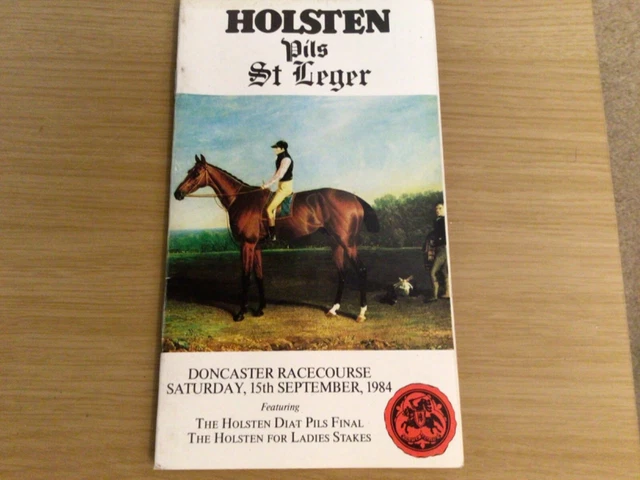 HOLSTEN
Pils
St Leger
DONCASTER RACECOURSE
SATURDAY, 15th SEPTEMBER, 1984
Featuring
THE HOLSTEN DIAT PILS FINAL
THE HOLSTEN FOR LADIES STAKES